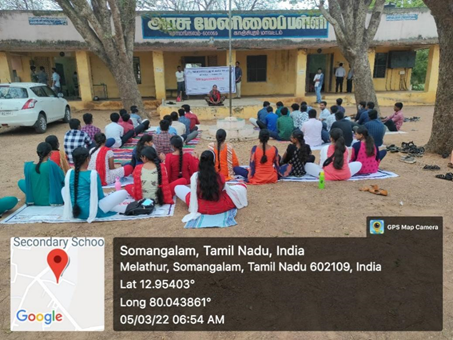 அரசு மேனிலைப்பள்ளி
GPS Map Camera
Secondary Schoo
Google
Somangalam, Tamil Nadu, India
Melathur, Somangalam, Tamil Nadu 602109, India
Lat 12.95403°
Long 80.043861°
05/03/22 06:54 AM